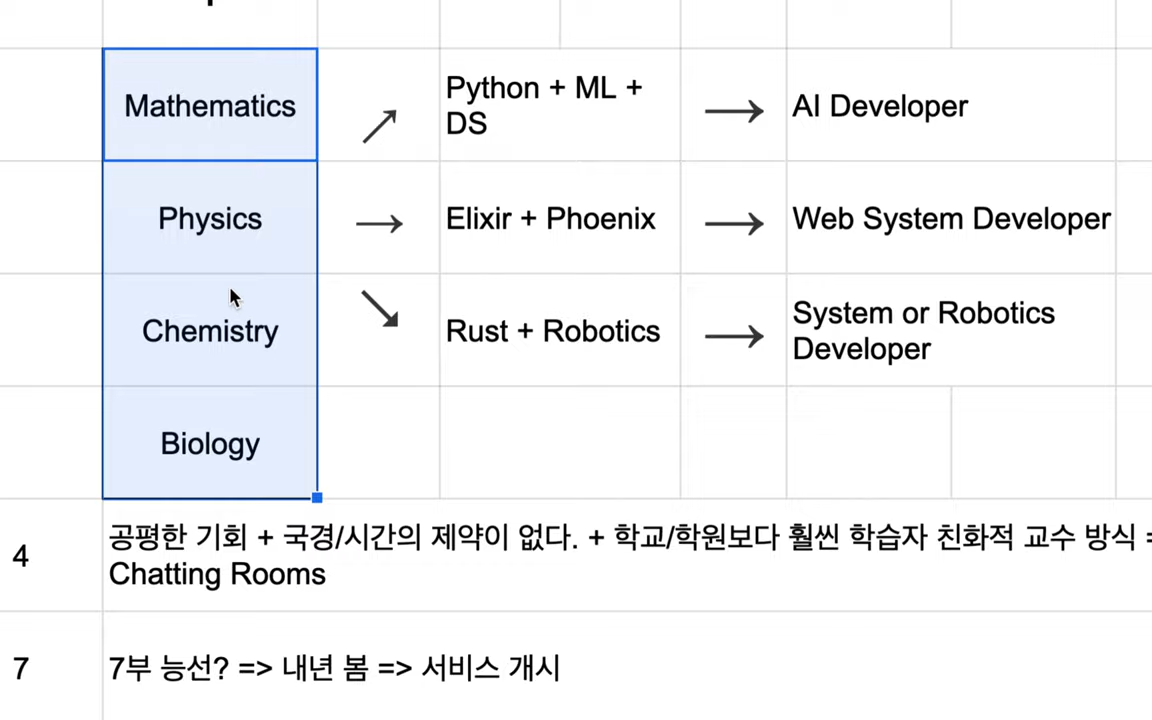 Mathematics
Python + ML +
DS
AI Developer
Physics
Elixir + Phoenix
Web System Developer
Chemistry
Rust + Robotics
System or Robotics
Developer
Biology
4
공평한 기회 + 국경/시간의 제약이 없다. + 학교/학원보다 훨씬 학습자 친화적 교수 방식 =
Chatting Rooms
7
7부 능선? => 내년 봄 => 서비스 개시